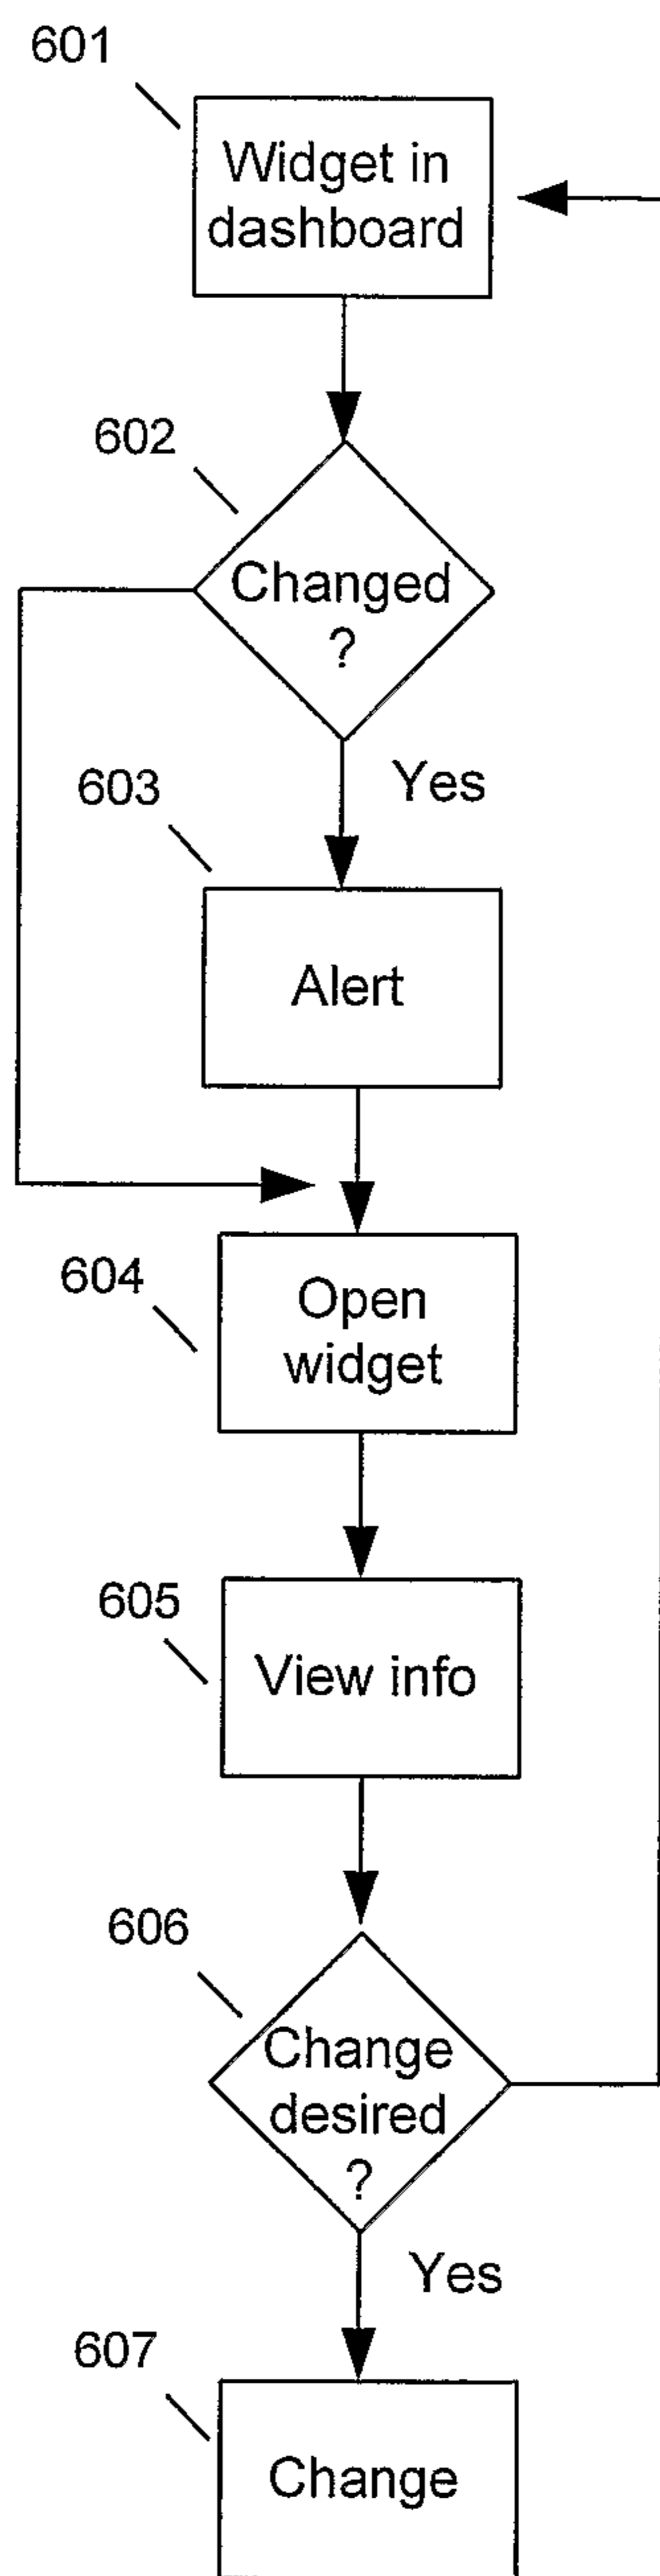 601
Widget in
dashboard
602
Changed
?
Yes
603
Alert
604
Open
widget
605
View info
606
Change
desired
?
Yes
607
Change